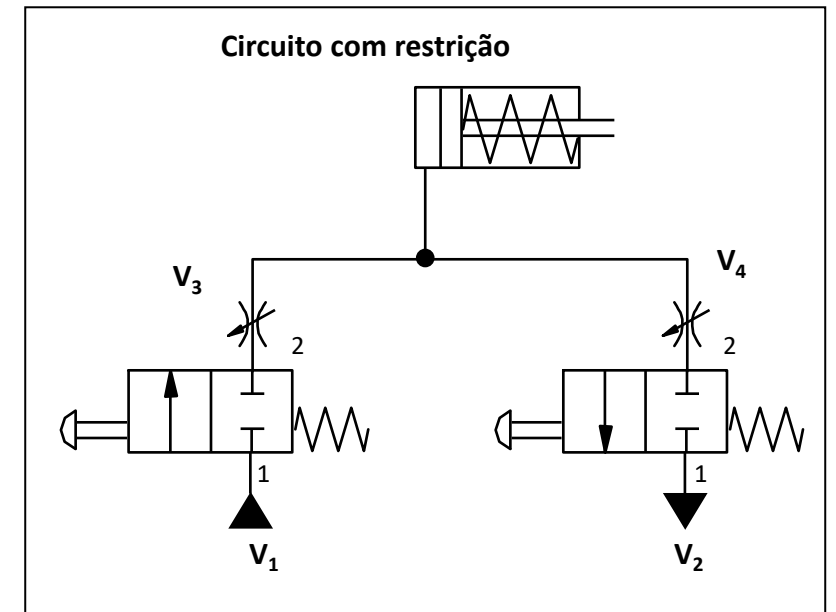 Circuito com restrição
V₃
V₄
2
2
1
1
V₁
V₂